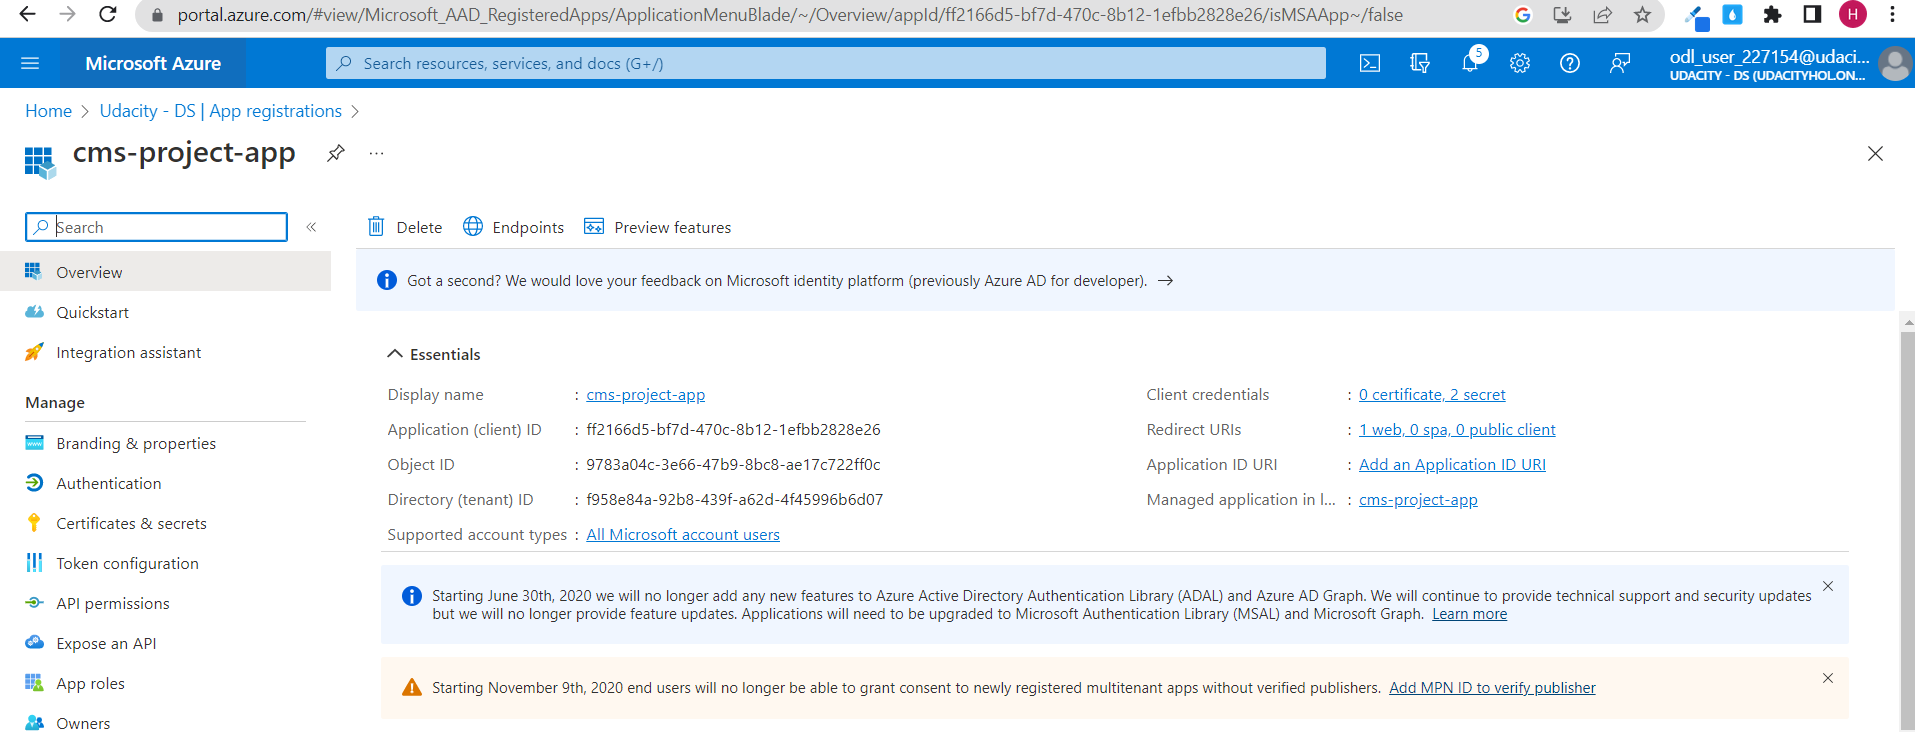 portal.azure.com/#view/Microsoft_AAD_RegisteredApps/ApplicationMenuBlade/~/Overview/appId/ff2166d5-bf7d-470c-8b12-1efbb2828e26/isMSAApp~/false
H
Microsoft Azure
Search resources, services, and docs (G+/)
5
odl_user_227154@udaci...
UDACITY - DS (UDACITYHOL.ON...
Home > Udacity - DS | App registrations >
cms-project-app
...
Search
«
Delete
Endpoints
Preview features
Overview
Quickstart
Integration assistant
Manage
Branding & properties
Authentication
Certificates & secrets
Token configuration
API permissions
Expose an API
App roles
Owners
Got a second? We would love your feedback on Microsoft identity platform (previously Azure AD for developer). →
Essentials
Display name : cms-project-app
Application (client) ID : ff2166d5-bf7d-470c-8b12-1efbb2828e26
Object ID : 9783a04c-3e66-47b9-8bc8-ae17c722ff0c
Directory (tenant) ID : f958e84a-92b8-439f-a62d-4f45996b6d07
Supported account types : All Microsoft account users
Client credentials : 0 certificate, 2 secret
Redirect URIs : 1 web, 0 spa, 0 public client
Application ID URI : Add an Application ID URI
Managed application in l... : cms-project-app
Starting June 30th, 2020 we will no longer add any new features to Azure Active Directory Authentication Library (ADAL) and Azure AD Graph. We will continue to provide technical support and security updates
but we will no longer provide feature updates. Applications will need to be upgraded to Microsoft Authentication Library (MSAL) and Microsoft Graph. Learn more
Starting November 9th, 2020 end users will no longer be able to grant consent to newly registered multitenant apps without verified publishers. Add MPN ID to verify publisher